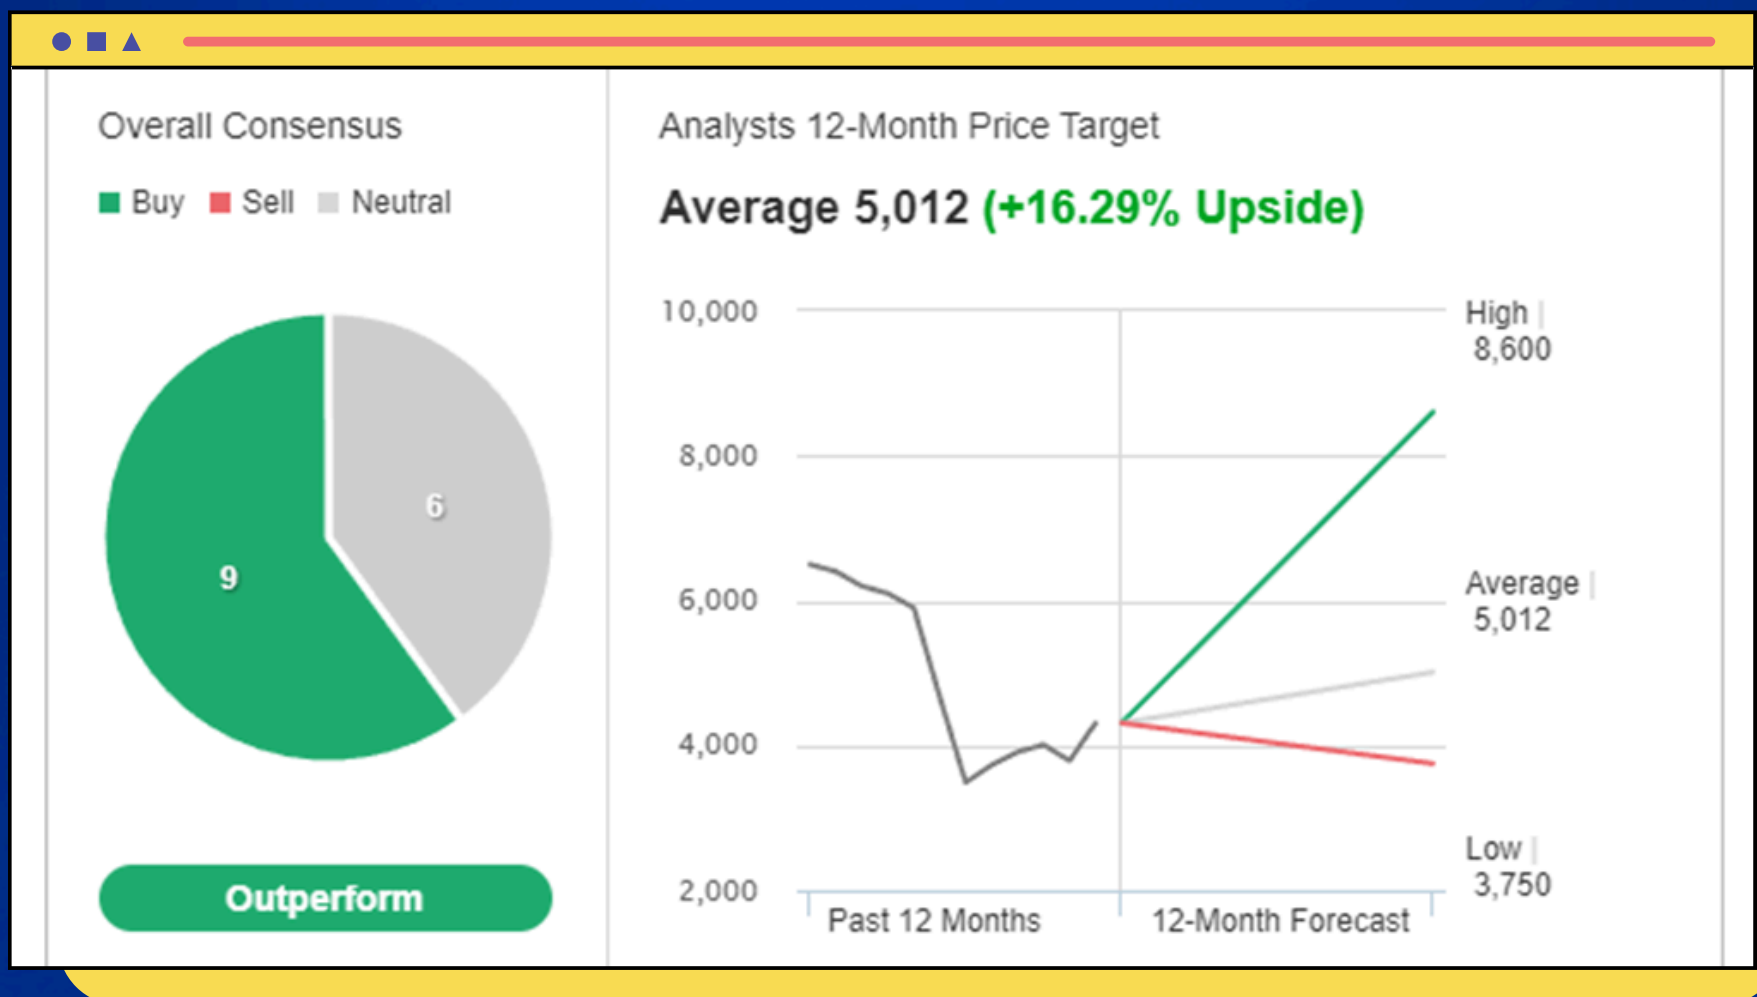 Overall Consensus
Buy Sell Neutral
6
9
Outperform
Analysts 12-Month Price Target
Average 5,012 (+16.29% Upside)
10,000
8,000
6,000
4,000
2,000
High
8,600
Average
5,012
Low
3,750
Past 12 Months 12-Month Forecast